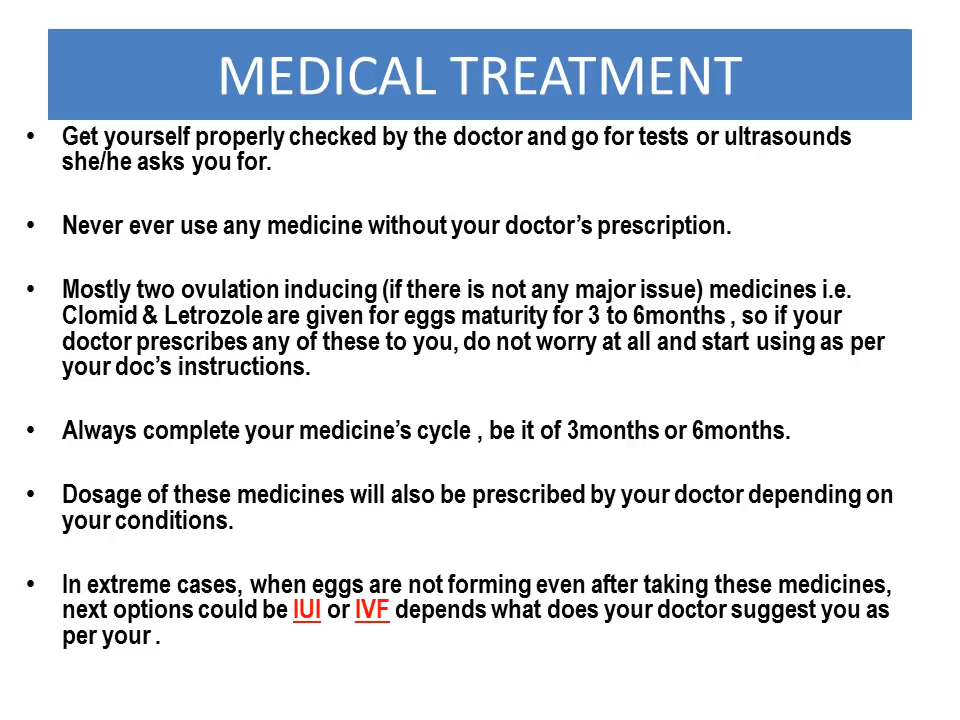 MEDICAL TREATMENT
• Get yourself properly checked by the doctor and go for tests or ultrasounds
she/he asks you for.
• Never ever use any medicine without your doctor’s prescription.
• Mostly two ovulation inducing (if there is not any major issue) medicines i.e.
Clomid & Letrozole are given for eggs maturity for 3 to 6months , so if your
doctor prescribes any of these to you, do not worry at all and start using as per
your doc’s instructions.
• Always complete your medicine’s cycle , be it of 3months or 6months.
• Dosage of these medicines will also be prescribed by your doctor depending on
your conditions.
• In extreme cases, when eggs are not forming even after taking these medicines,
next options could be IUI or IVF depends what does your doctor suggest you as
per your .